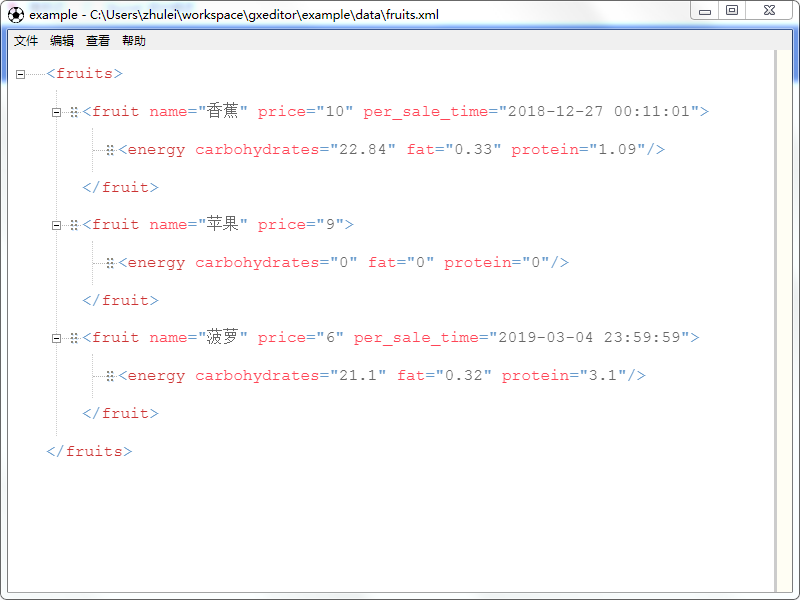 example - C:\Users\zhulei\workspace\gxeditor\example\data\fruits.xml
文件 编辑 查看 帮助
<fruits>
<fruit name="香蕉" price="10" per_sale_time="2018-12-27 00:11:01">
<energy carbohydrates="22.84" fat="0.33" protein="1.09"/>
</fruit>
<fruit name="苹果" price="9">
<energy carbohydrates="0" fat="0" protein="0"/>
</fruit>
<fruit name="菠萝" price="6" per_sale_time="2019-03-04 23:59:59">
<energy carbohydrates="21.1" fat="0.32" protein="3.1"/>
</fruit>
</fruits>